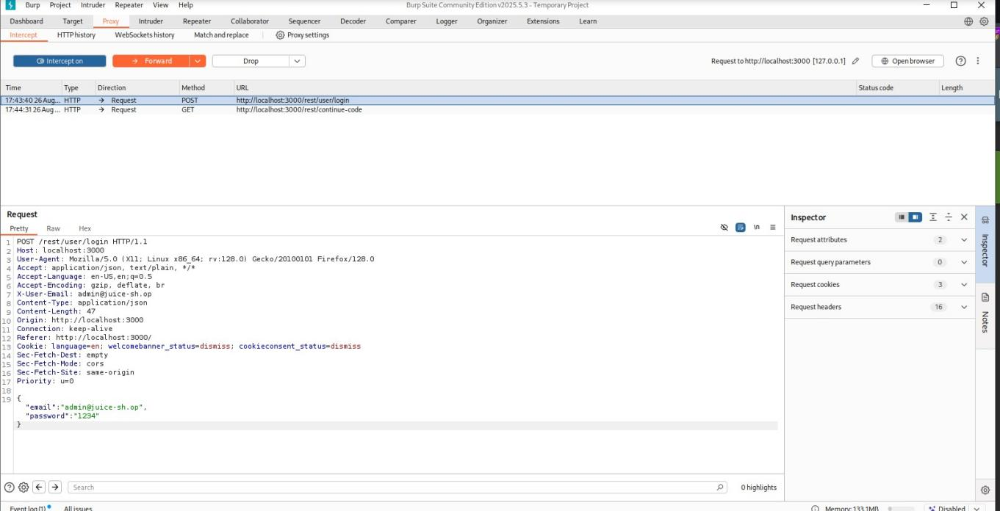 Burp Project Intruder Repeater View Help Burp Suite Community Edition v2025.5.3 - Temporary Project
Dashboard Target Proxy Intruder Repeater Collaborator Sequencer Decoder Comparer Logger Organizer Extensions Learn
Intercept HTTP history WebSockets history Match and replace Proxy settings
Intercept on Forward Drop Request to http://localhost:3000 [127.0.0.1] Open browser
Time Type Direction Method URL Status code Length
17:43:40 26 Aug... HTTP → Request POST http://localhost:3000/rest/user/login
17:44:31 26 Aug... HTTP → Request GET http://localhost:3000/rest/continue-code
Request
Pretty Raw Hex \n
1 POST /rest/user/login HTTP/1.1
2 Host: localhost:3000
3 User-Agent: Mozilla/5.0 (X11; Linux x86_64; rv:128.0) Gecko/20100101 Firefox/128.0
4 Accept: application/json, text/plain, */*
5 Accept-Language: en-US,en;q=0.5
6 Accept-Encoding: gzip, deflate, br
7 X-User-Email: admin@juice-sh.op
8 Content-Type: application/json
9 Content-Length: 47
10 Origin: http://localhost:3000
11 Connection: keep-alive
12 Referer: http://localhost:3000/
13 Cookie: language=en; welcomebanner_status=dismiss; cookieconsent_status=dismiss
14 Sec-Fetch-Dest: empty
15 Sec-Fetch-Mode: cors
16 Sec-Fetch-Site: same-origin
17 Priority: u=0
18
19 {
"email":"admin@juice-sh.op",
"password":"1234"
}
Inspector
Request attributes 2
Request query parameters 0
Request cookies 3
Request headers 16
Inspector
Notes
Search 0 highlights
Event log (1) All issues Memory: 133.1MB Disabled